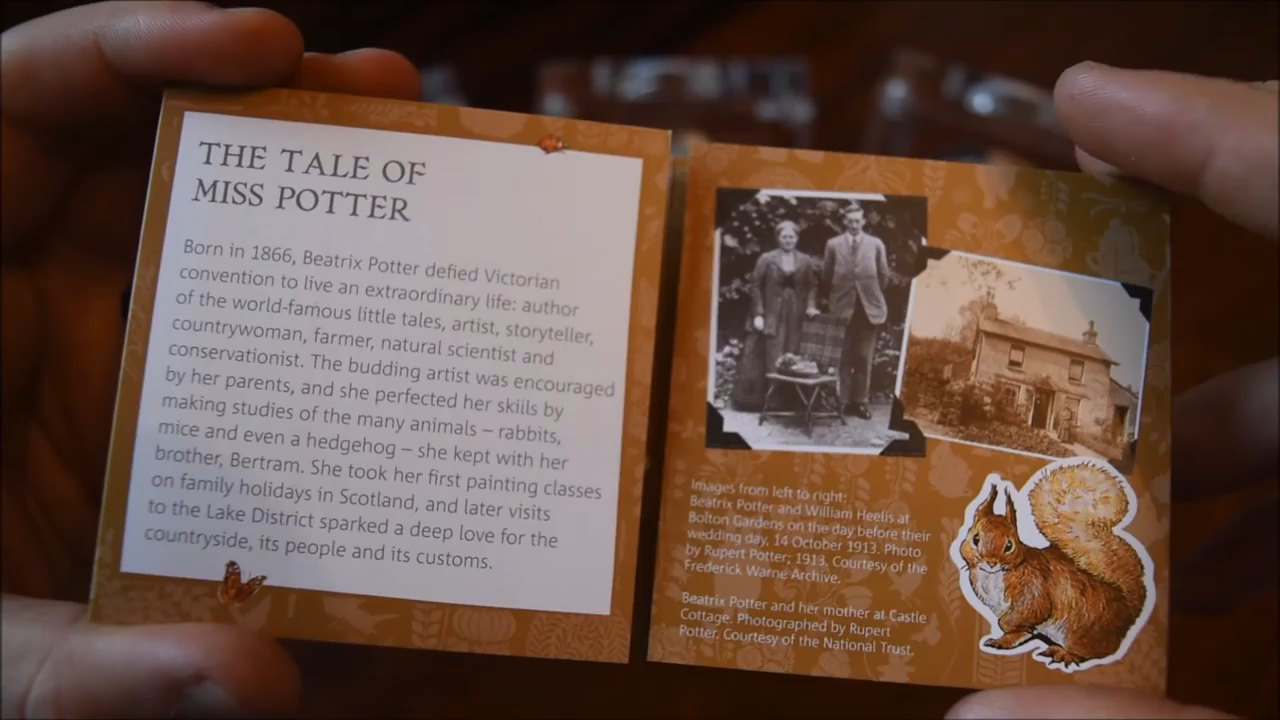 THE TALE OF
MISS POTTER
Born in 1866, Beatrix Potter defied Victorian
convention to live an extraordinary life: author
of the world-famous little tales, artist, storyteller,
countrywoman, farmer, natural scientist and
conservationist. The budding artist was encouraged
by her parents, and she perfected her skills by
making studies of the many animals – rabbits,
mice and even a hedgehog – she kept with her
brother, Bertram. She took her first painting classes
on family holidays in Scotland, and later visits
to the Lake District sparked a deep love for the
countryside, its people and its customs.
Images from left to right:
Beatrix Potter and William Heelis at
Bolton Gardens on the day before their
wedding day, 14 October 1913. Photo
by Rupert Potter; 1913. Courtesy of the
Frederick Warne Archive.
Beatrix Potter and her mother at Castle
Cottage. Photographed by Rupert
Potter. Courtesy of the National Trust.